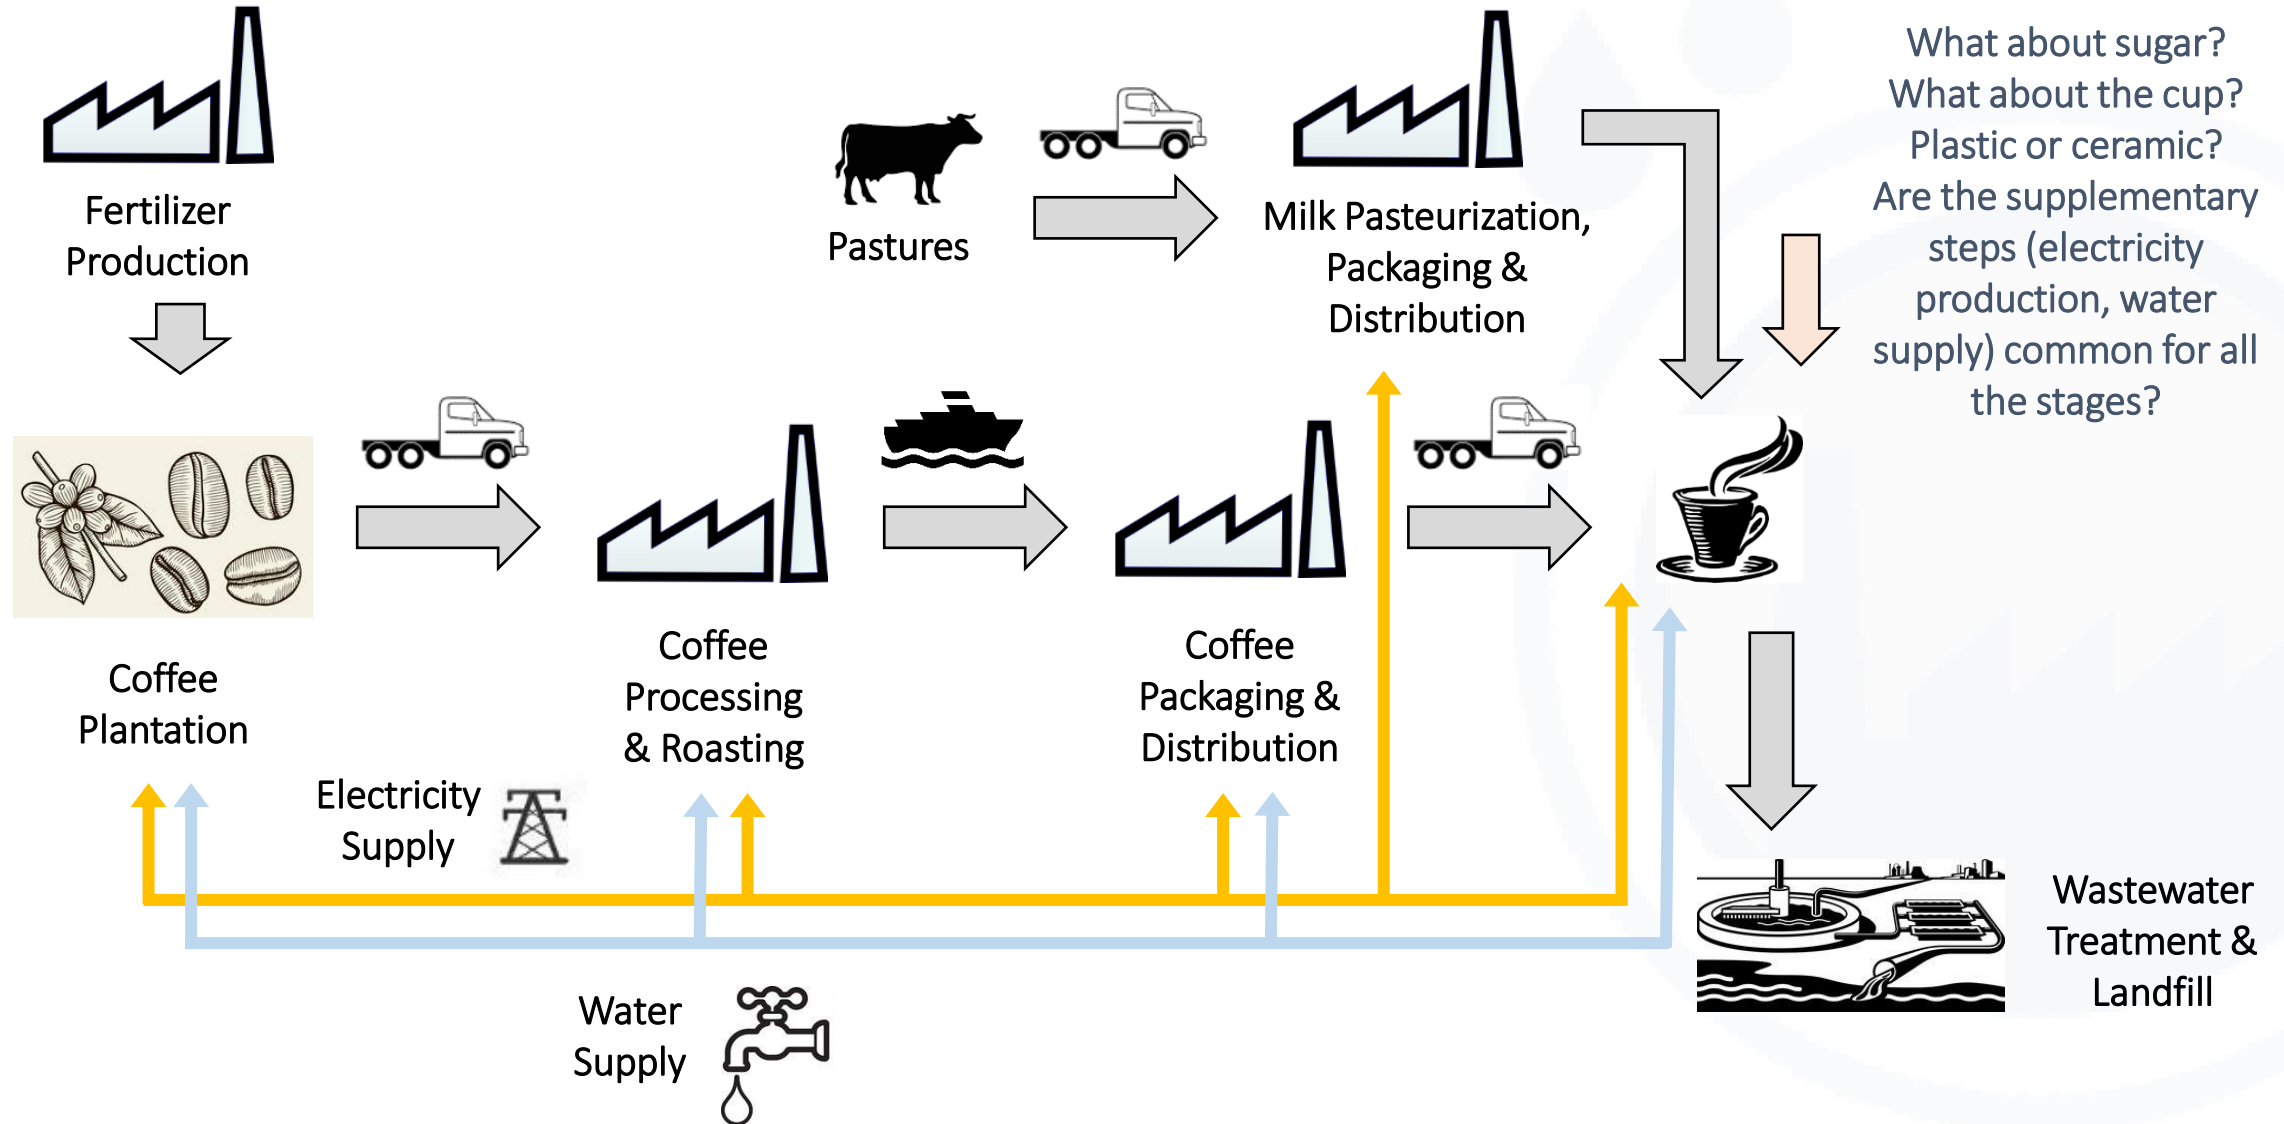 Fertilizer
Production
Pastures
Milk Pasteurization,
Packaging &
Distribution
What about sugar?
What about the cup?
Plastic or ceramic?
Are the supplementary
steps (electricity
production, water
supply) common for all
the stages?
Coffee
Plantation
Coffee
Processing
& Roasting
Coffee
Packaging &
Distribution
Electricity
Supply
Water
Supply
Wastewater
Treatment &
Landfill